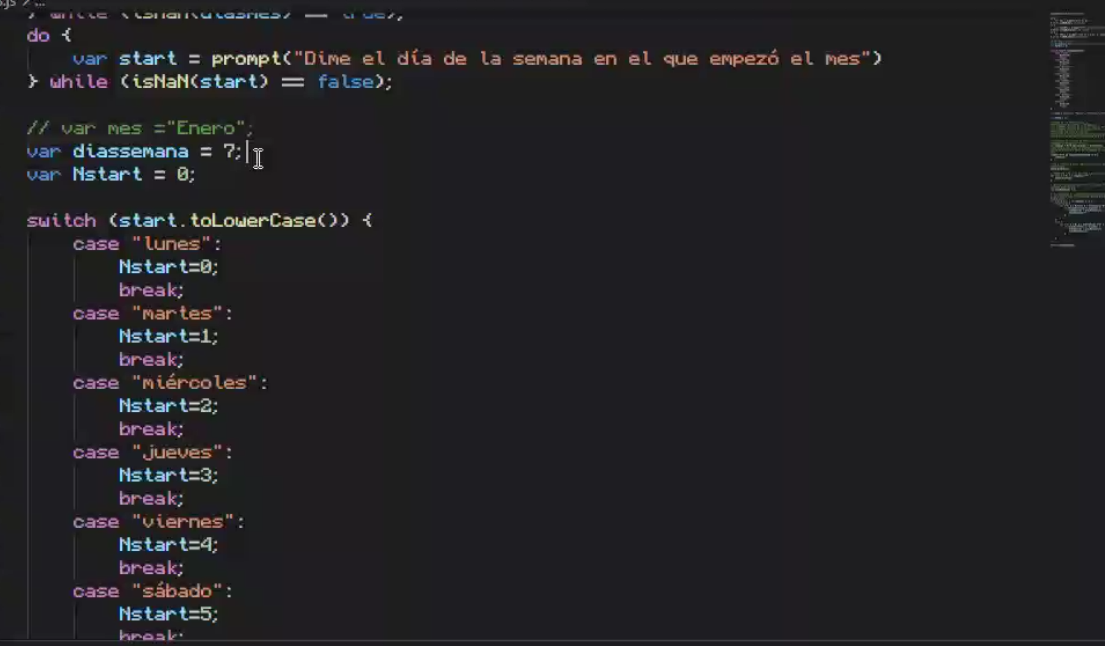 .js > ...
} while (isNaN(diasmes) == true);
do {
    var start = prompt("Dime el día de la semana en el que empezó el mes")
} while (isNaN(start) == false);

// var mes ="Enero";
var diassemana = 7;
var Nstart = 0;

switch (start.toLowerCase()) {
    case "lunes":
        Nstart=0;
        break;
    case "martes":
        Nstart=1;
        break;
    case "miércoles":
        Nstart=2;
        break;
    case "jueves":
        Nstart=3;
        break;
    case "viernes":
        Nstart=4;
        break;
    case "sábado":
        Nstart=5;
        break;